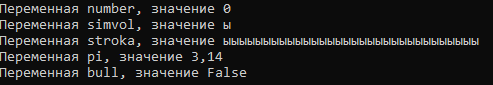 Переменная number, значение 0
Переменная simvol, значение ы
Переменная stroka, значение ыыыыыыыыыыыыыыыыыыыыыыыыыыыыыыыы
Переменная pi, значение 3,14
Переменная bull, значение False